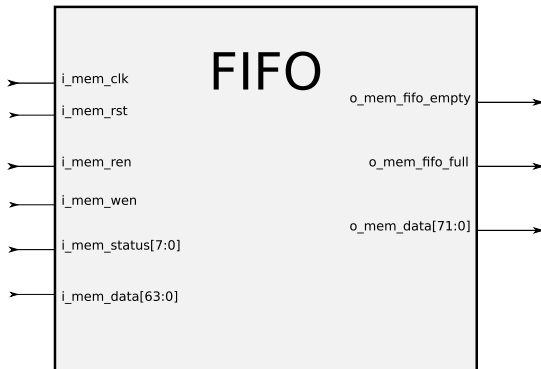 FIFO
i_mem_clk
i_mem_rst
i_mem_ren
i_mem_wen
i_mem_status[7:0]
i_mem_data[63:0]
o_mem_fifo_empty
o_mem_fifo_full
o_mem_data[71:0]